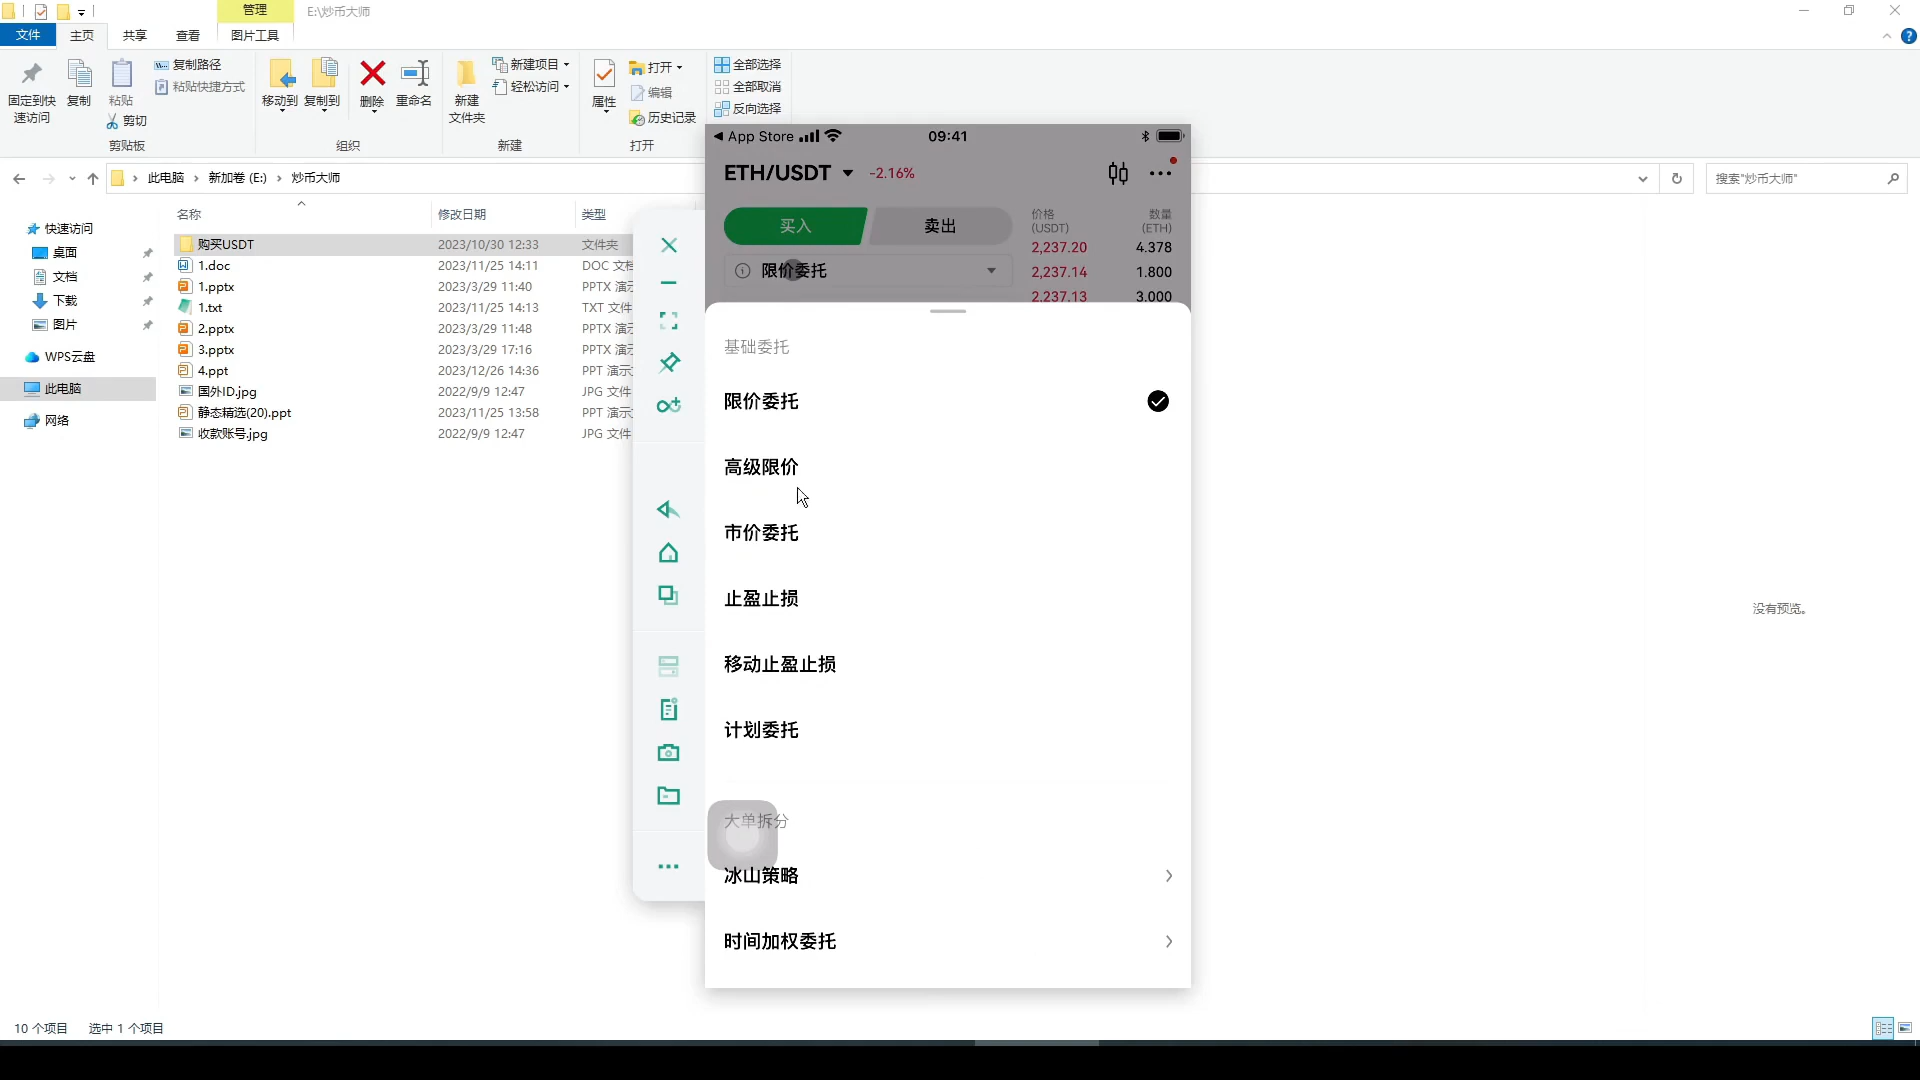 管理
E:\炒币大师
文件
主页
共享
查看
图片工具
固定到快
速访问
复制
粘贴
复制路径
粘贴快捷方式
剪切
剪贴板
移动到
复制到
删除
重命名
组织
新建
文件夹
新建项目
轻松访问
新建
属性
打开
编辑
历史记录
打开
全部选择
全部取消
反向选择
此电脑
新加卷 (E:)
炒币大师
搜索"炒币大师"
快速访问
桌面
文档
下载
图片
WPS云盘
此电脑
网络
名称 修改日期 类型
购买USDT 2023/10/30 12:33 文件夹
1.doc 2023/11/25 14:11 DOC 文档
1.pptx 2023/3/29 11:40 PPTX 演
1.txt 2023/11/25 14:13 TXT 文件
2.pptx 2023/3/29 11:48 PPTX 演
3.pptx 2023/3/29 17:16 PPTX 演
4.ppt 2023/12/26 14:36 PPT 演示
国外ID.jpg 2022/9/9 12:47 JPG 文件
静态精选(20).ppt 2023/11/25 13:58 PPT 演示
收款账号.jpg 2022/9/9 12:47 JPG 文件
App Store
09:41
ETH/USDT -2.16%
买入 卖出
价格
(USDT)
数量
(ETH)
限价委托
2,237.20 4.378
2,237.14 1.800
2,237.13 3.000
基础委托
限价委托
高级限价
市价委托
止盈止损
移动止盈止损
计划委托
大单拆分
冰山策略
时间加权委托
没有预览。
10 个项目 选中 1 个项目